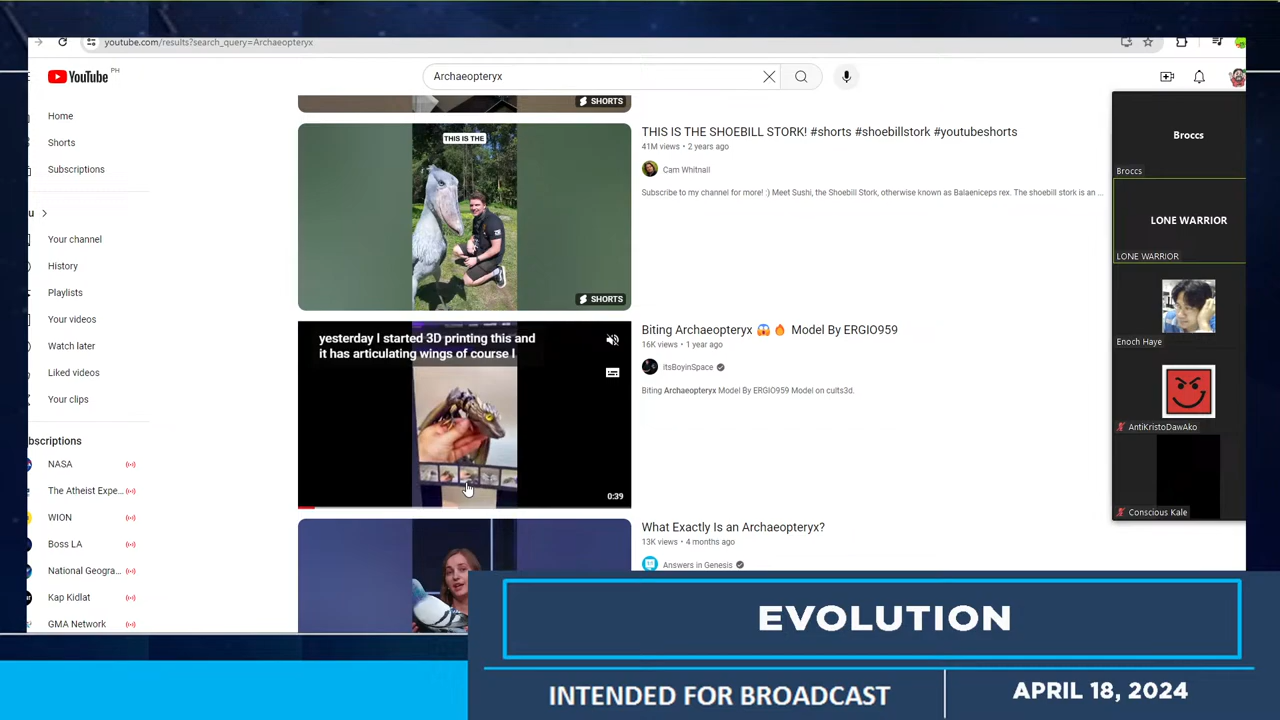 youtube.com/results?search_query=Archaeopteryx
YouTube PH
Archaeopteryx
Home
Shorts
Subscriptions
u
Your channel
History
Playlists
Your videos
Watch later
Liked videos
Your clips
bscriptions
NASA
The Atheist Expe...
WION
Boss LA
National Geogra...
Kap Kidlat
GMA Network
SHORTS
THIS IS THE
SHORTS
THIS IS THE SHOEBILL STORK! #shorts #shoebillstork #youtubeshorts
41M views • 2 years ago
Cam Whitnall
Subscribe to my channel for more! :) Meet Sushi, the Shoebill Stork, otherwise known as Balaeniceps rex. The shoebill stork is an ...
yesterday I started 3D printing this and
it has articulating wings of course I
0:39
Biting Archaeopteryx 😱🔥 Model By ERGIO959
16K views • 1 year ago
ItsBoyinSpace
Biting Archaeopteryx Model By ERGIO959 Model on cults3d.
What Exactly Is an Archaeopteryx?
13K views • 4 months ago
Answers in Genesis
Broccs
Broccs
LONE WARRIOR
LONE WARRIOR
Enoch Haye
AntiKristoDawAko
Conscious Kale
EVOLUTION
INTENDED FOR BROADCAST
APRIL 18, 2024